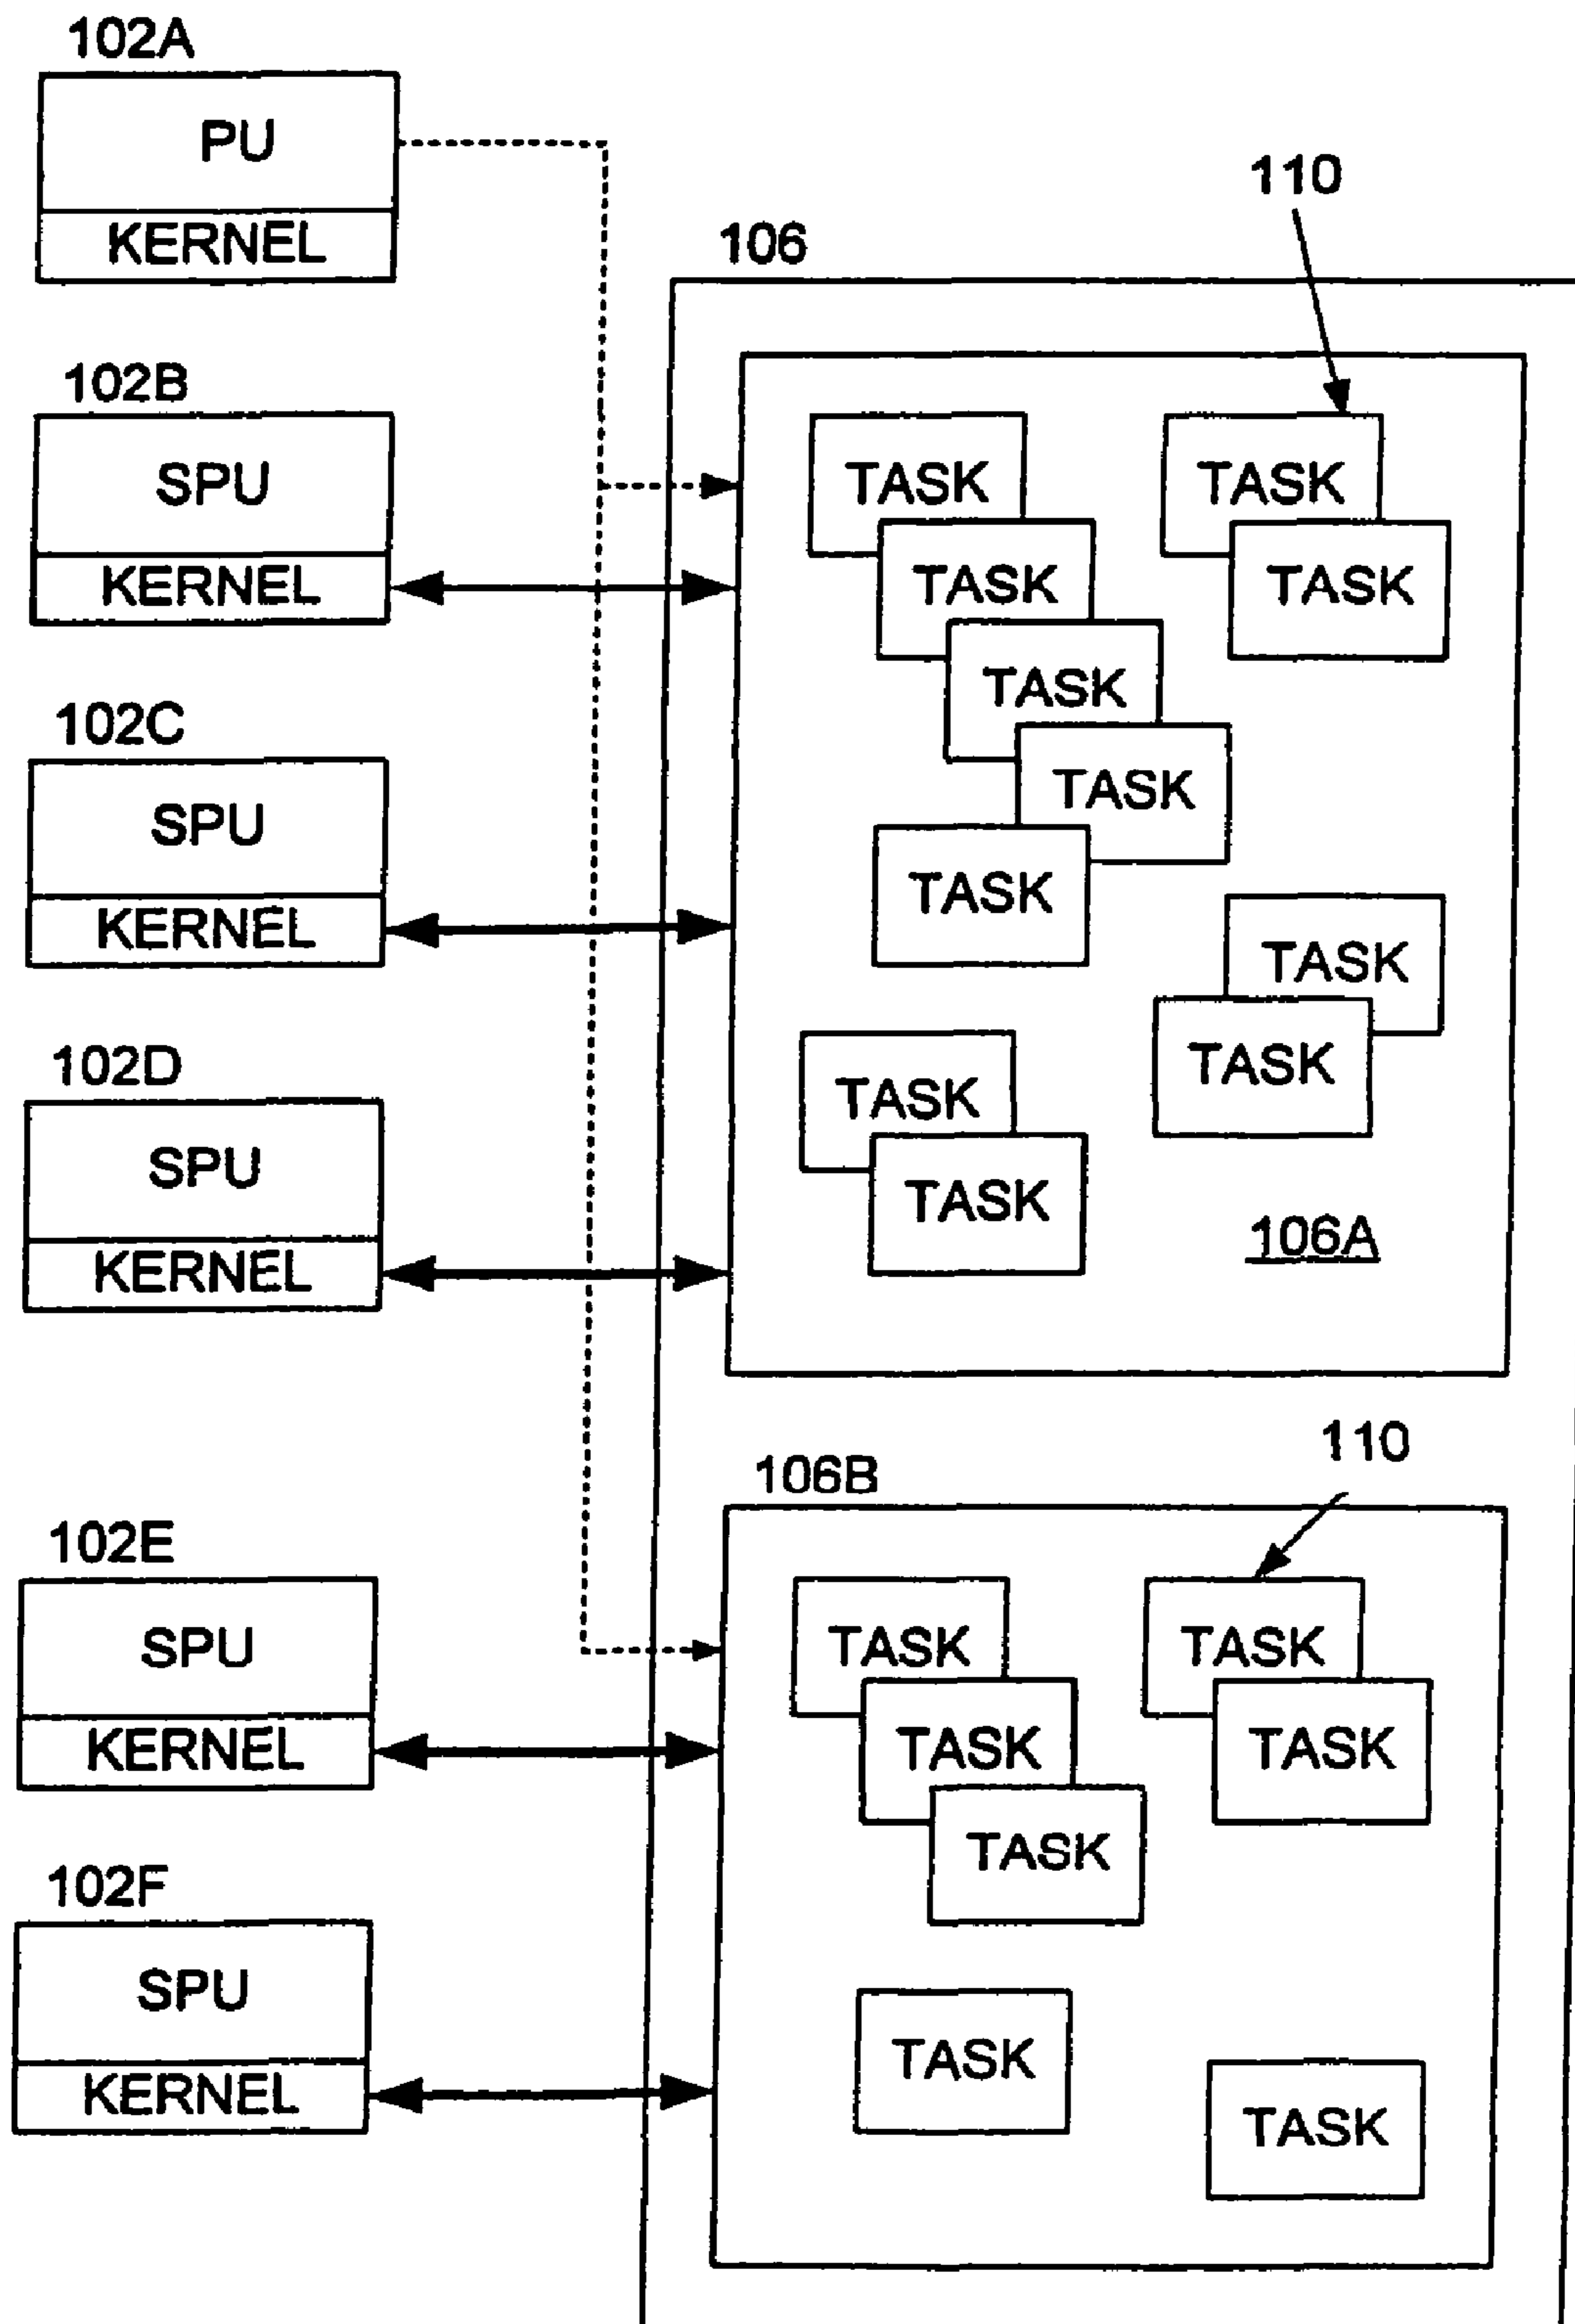 102A
PU
KERNEL
110
106
102B
SPU
KERNEL
TASK
TASK
TASK
TASK
TASK
TASK
102C
SPU
KERNEL
TASK
TASK
TASK
102D
SPU
KERNEL
TASK
TASK
106A
110
106B
102E
SPU
KERNEL
TASK
TASK
TASK
TASK
TASK
102F
SPU
KERNEL
TASK
TASK